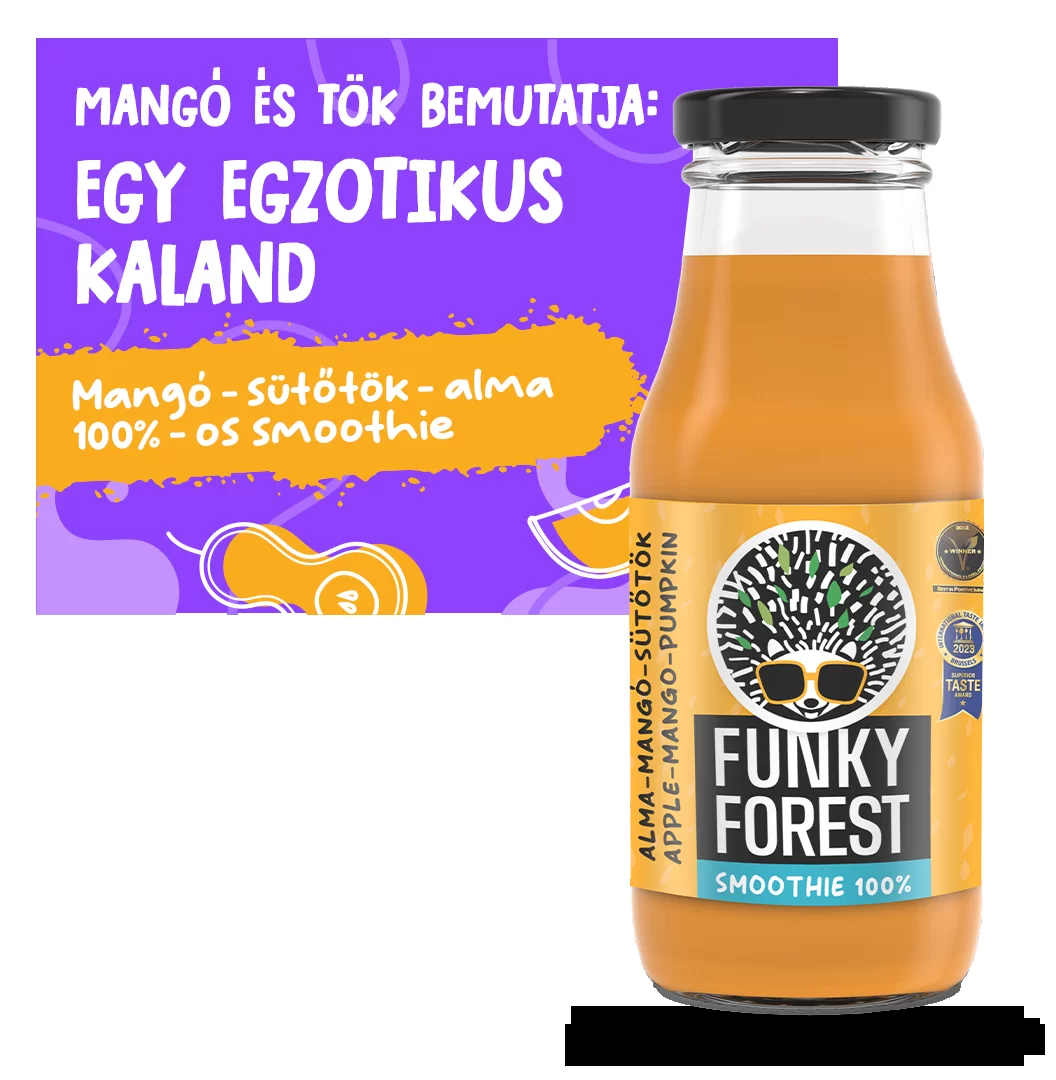 MANGÓ ÉS TÖK BEMUTATJA:
EGY EGZOTIKUS
KALAND
Mangó - sütőtök - alma
100% - os smoothie
ALMA-MANGÓ-SÜTŐTÖK
APPLE-MANGO-PUMPKIN
FUNKY
FOREST
SMOOTHIE 100%
WINNER
INTERNATIONAL TASTE
2023
BRUSSELS
SUPERIOR
TASTE
AWARD